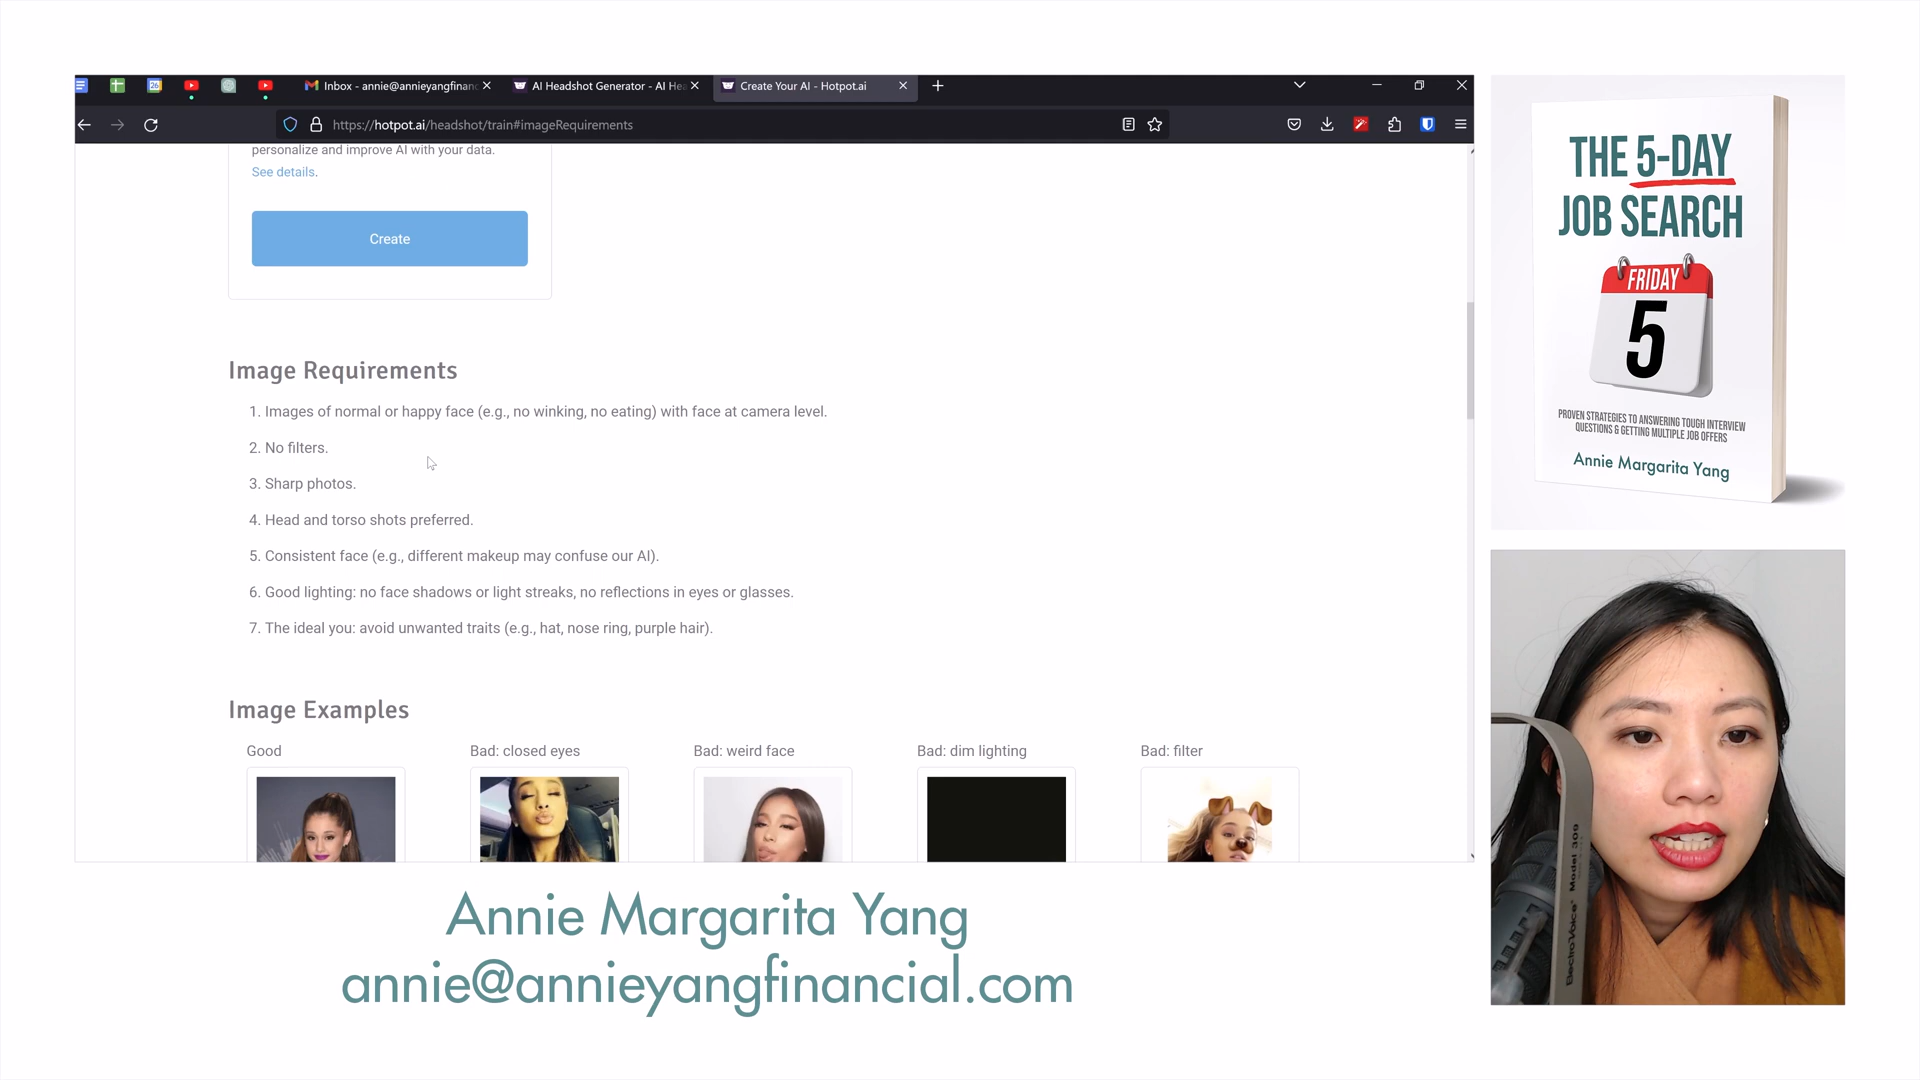 Inbox - annie@annieyangfinanc
AI Headshot Generator - AI He
Create Your AI - Hotpot.ai
https://hotpot.ai/headshot/train#imageRequirements
personalize and improve AI with your data.
See details.
Create
Image Requirements
1. Images of normal or happy face (e.g., no winking, no eating) with face at camera level.
2. No filters.
3. Sharp photos.
4. Head and torso shots preferred.
5. Consistent face (e.g., different makeup may confuse our AI).
6. Good lighting: no face shadows or light streaks, no reflections in eyes or glasses.
7. The ideal you: avoid unwanted traits (e.g., hat, nose ring, purple hair).
Image Examples
Good
Bad: closed eyes
Bad: weird face
Bad: dim lighting
Bad: filter
THE 5-DAY
JOB SEARCH
FRIDAY
5
PROVEN STRATEGIES TO ANSWERING TOUGH INTERVIEW
QUESTIONS & GETTING MULTIPLE JOB OFFERS
Annie Margarita Yang
Electro-Voice® Model 309
Annie Margarita Yang
annie@annieyangfinancial.com